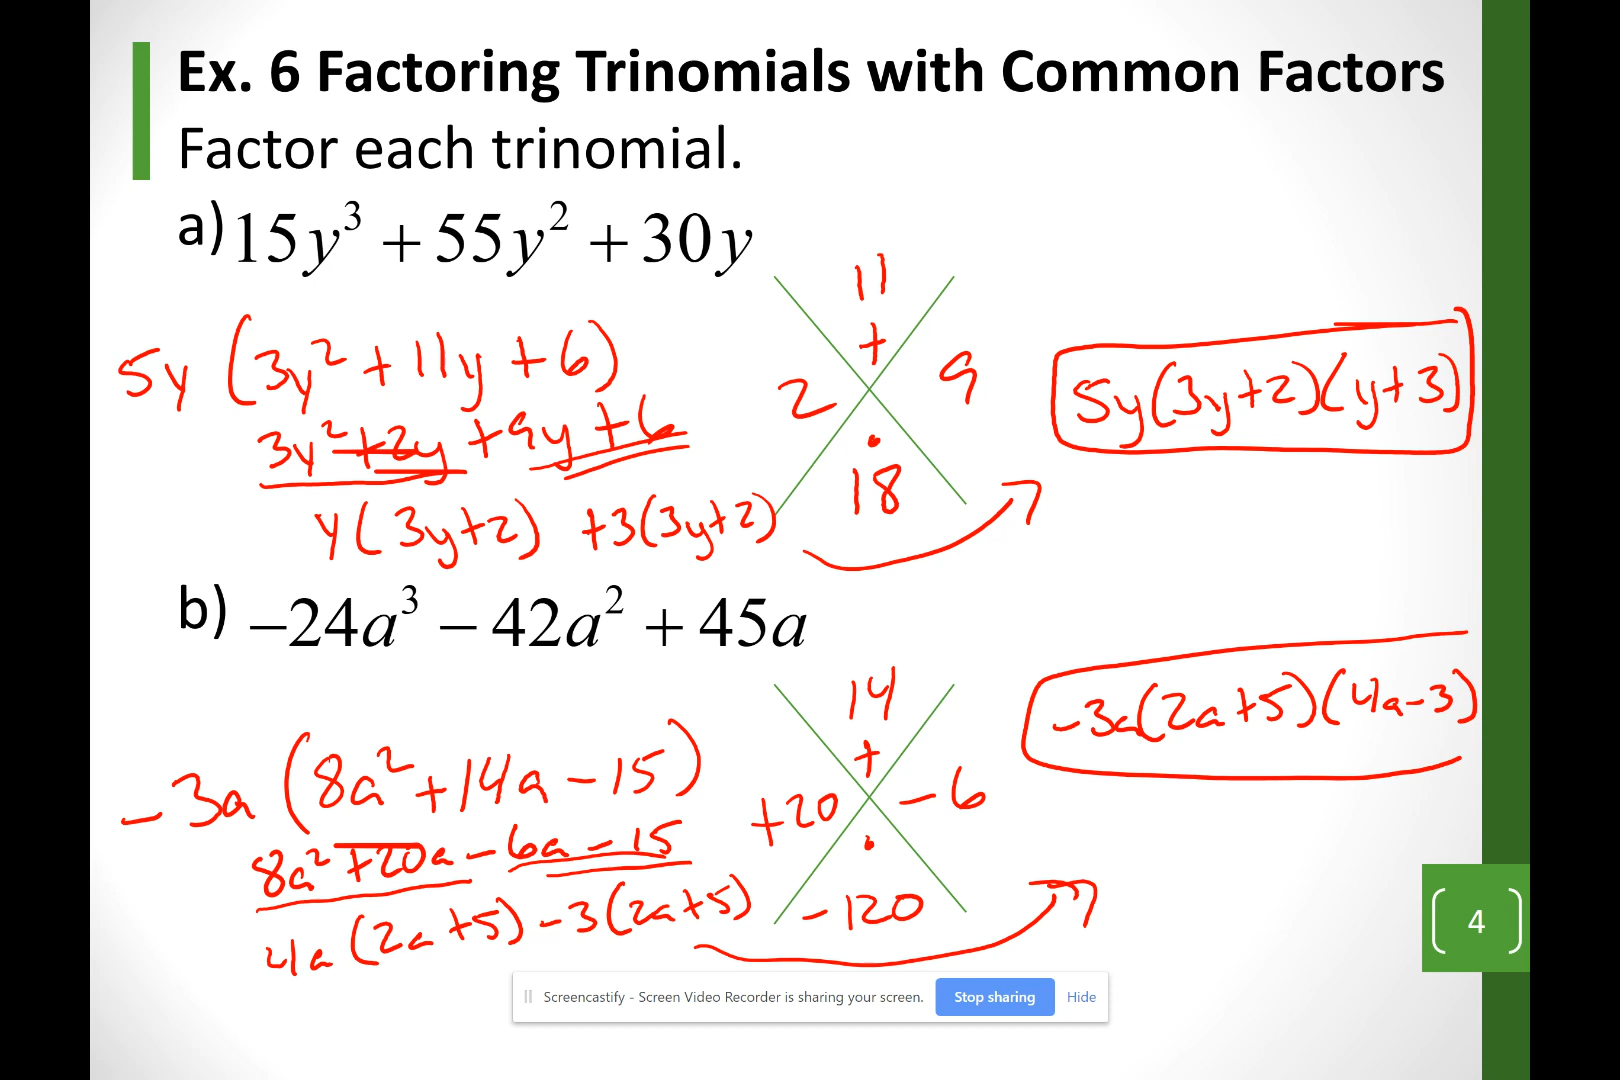 Ex. 6 Factoring Trinomials with Common Factors
Factor each trinomial.
a) 15y³ + 55y² + 30y
5y (3y² + 11y + 6)
3y² + 2y + 9y + 6
y (3y+2) + 3(3y+2)
11
+
2 9
•
18
5y(3y+2)(y+3)
b) −24a³ − 42a² + 45a
-3a (8a² + 14a - 15)
8a² + 20a - 6a - 15
4a (2a+5) - 3(2a+5)
14
+
+20 -6
•
-120
-3a(2a+5)(4a-3)
4
Screencastify - Screen Video Recorder is sharing your screen. Stop sharing Hide